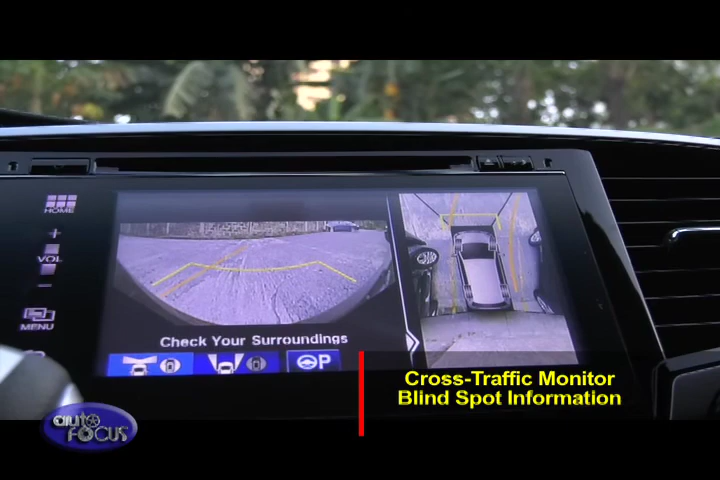 HOME
+
VOL
−
MENU
Check Your Surroundings
P
Cross-Traffic Monitor
Blind Spot Information
auto
FOCUS